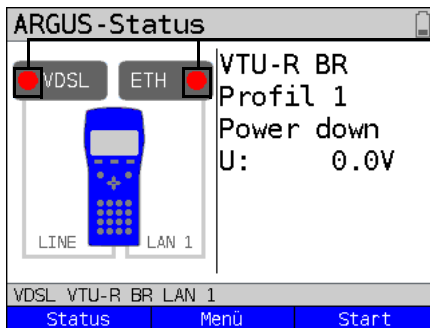 ARGUS-Status
VDSL ETH
VTU-R BR
Profil 1
Power down
U: 0.0V
LINE LAN 1
VDSL VTU-R BR LAN 1
Status Menü Start